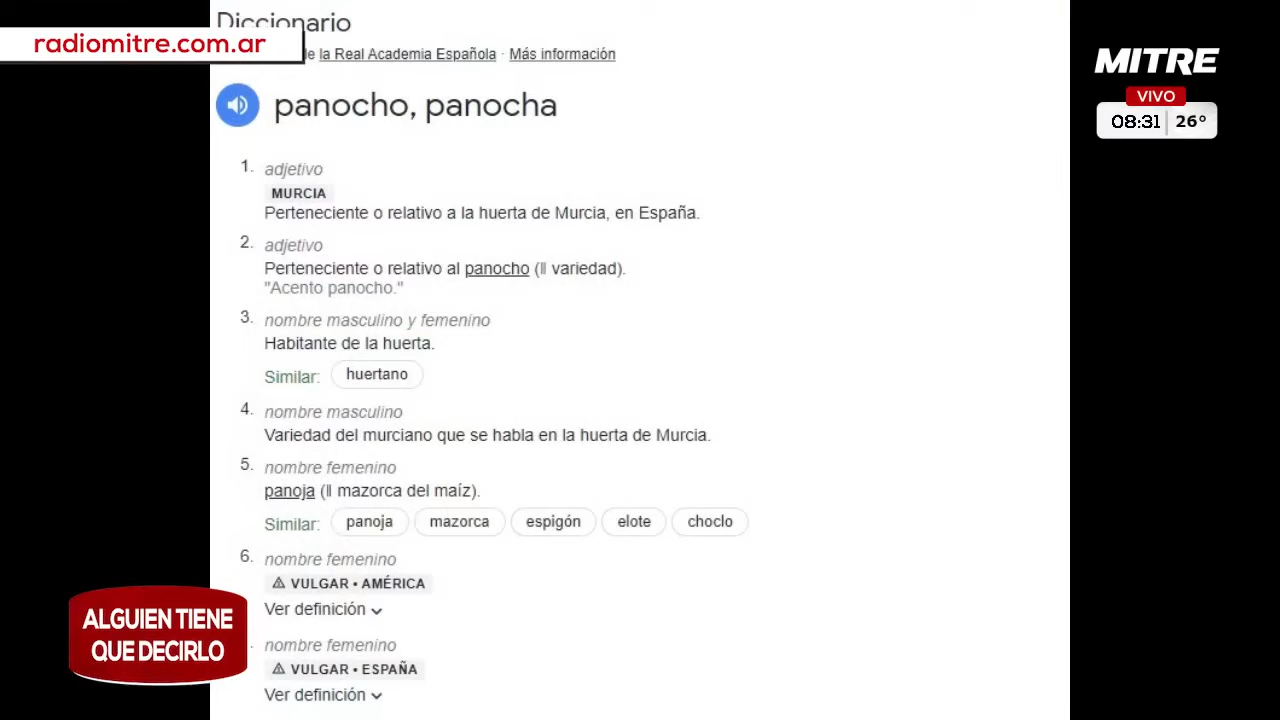 Diccionario
radiomitre.com.ar
de la Real Academia Española · Más información
MITRE
VIVO
08:31 26°
panocho, panocha
1. adjetivo
MURCIA
Perteneciente o relativo a la huerta de Murcia, en España.
2. adjetivo
Perteneciente o relativo al panocho (‖ variedad).
"Acento panocho."
3. nombre masculino y femenino
Habitante de la huerta.
Similar: huertano
4. nombre masculino
Variedad del murciano que se habla en la huerta de Murcia.
5. nombre femenino
panoja (‖ mazorca del maíz).
Similar: panoja mazorca espigón elote choclo
6. nombre femenino
VULGAR • AMÉRICA
Ver definición
nombre femenino
VULGAR • ESPAÑA
Ver definición
ALGUIEN TIENE
QUE DECIRLO